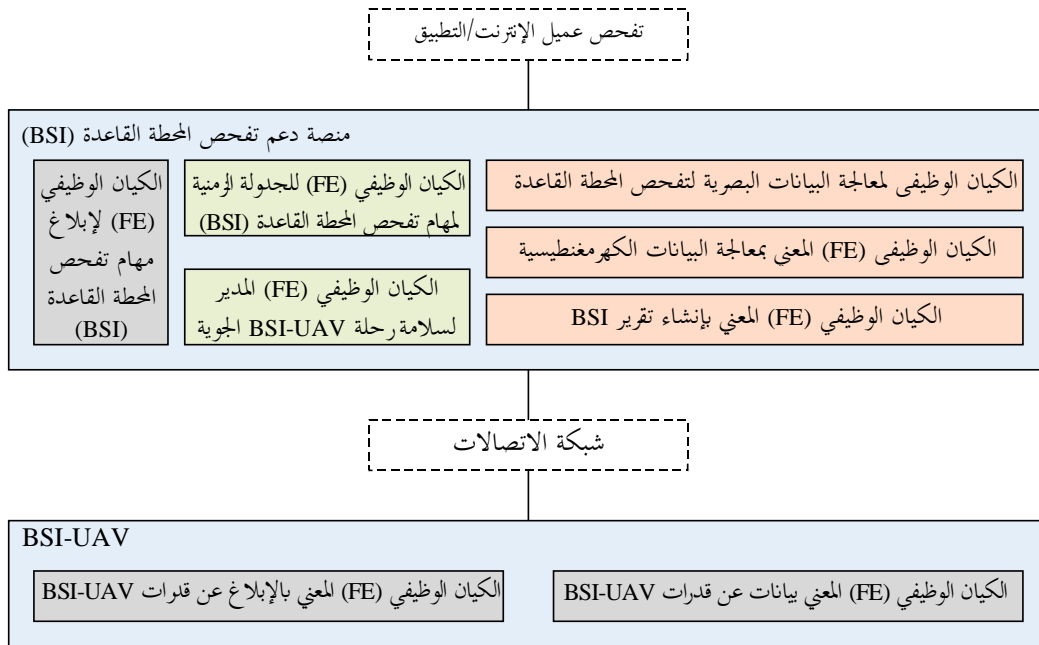 تفحص عميل الإنترنت/التطبيق
منصة دعم تفحص المحطة القاعدة (BSI)
الكيان الوظيفى لمعالجة البيانات البصرية لتفحص المحطة القاعدة
الكيان الوظيفي (FE) المعني بمعالجة البيانات الكهرمغنطيسية
الكيان الوظيفي (FE) المعني بإنشاء تقرير BSI
الكيان الوظيفي (FE) للجدولة الزمنية
لمهام تفحص المحطة القاعدة (BSI)
الكيان الوظيفي (FE) المدير
لسلامة رحلة BSI-UAV الجوية
الكيان الوظيفي
(FE) لإبلاغ
مهام تفحص
المحطة القاعدة
(BSI)
شبكة الاتصالات
BSI-UAV
الكيان الوظيفي (FE) المعني بيانات عن قدرات BSI-UAV
الكيان الوظيفي (FE) المعني بالإبلاغ عن قدرات BSI-UAV